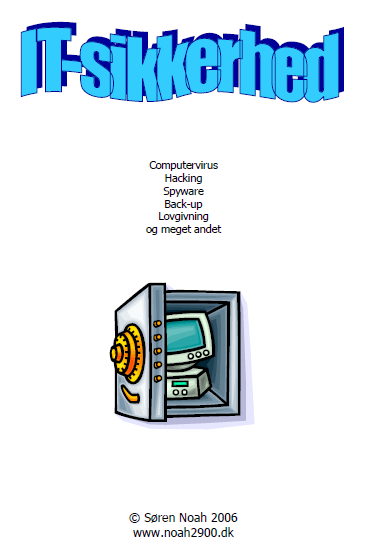 IT-sikkerhed
Computervirus
Hacking
Spyware
Back-up
Lovgivning
og meget andet
© Søren Noah 2006
www.noah2900.dk